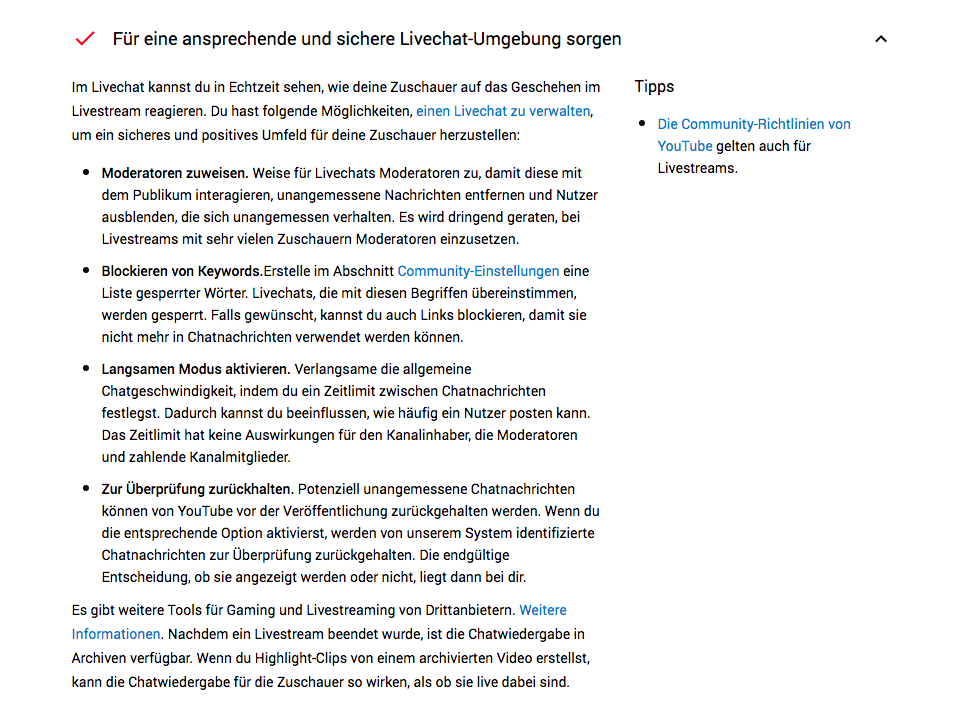 Für eine ansprechende und sichere Livechat-Umgebung sorgen
Im Livechat kannst du in Echtzeit sehen, wie deine Zuschauer auf das Geschehen im
Livestream reagieren. Du hast folgende Möglichkeiten, einen Livechat zu verwalten,
um ein sicheres und positives Umfeld für deine Zuschauer herzustellen:
• Moderatoren zuweisen. Weise für Livechats Moderatoren zu, damit diese mit
dem Publikum interagieren, unangemessene Nachrichten entfernen und Nutzer
ausblenden, die sich unangemessen verhalten. Es wird dringend geraten, bei
Livestreams mit sehr vielen Zuschauern Moderatoren einzusetzen.
• Blockieren von Keywords.Erstelle im Abschnitt Community-Einstellungen eine
Liste gesperrter Wörter. Livechats, die mit diesen Begriffen übereinstimmen,
werden gesperrt. Falls gewünscht, kannst du auch Links blockieren, damit sie
nicht mehr in Chatnachrichten verwendet werden können.
• Langsamen Modus aktivieren. Verlangsame die allgemeine
Chatgeschwindigkeit, indem du ein Zeitlimit zwischen Chatnachrichten
festlegst. Dadurch kannst du beeinflussen, wie häufig ein Nutzer posten kann.
Das Zeitlimit hat keine Auswirkungen für den Kanalinhaber, die Moderatoren
und zahlende Kanalmitglieder.
• Zur Überprüfung zurückhalten. Potenziell unangemessene Chatnachrichten
können von YouTube vor der Veröffentlichung zurückgehalten werden. Wenn du
die entsprechende Option aktivierst, werden von unserem System identifizierte
Chatnachrichten zur Überprüfung zurückgehalten. Die endgültige
Entscheidung, ob sie angezeigt werden oder nicht, liegt dann bei dir.
Es gibt weitere Tools für Gaming und Livestreaming von Drittanbietern. Weitere
Informationen. Nachdem ein Livestream beendet wurde, ist die Chatwiedergabe in
Archiven verfügbar. Wenn du Highlight-Clips von einem archivierten Video erstellst,
kann die Chatwiedergabe für die Zuschauer so wirken, als ob sie live dabei sind.
Tipps
• Die Community-Richtlinien von
YouTube gelten auch für
Livestreams.